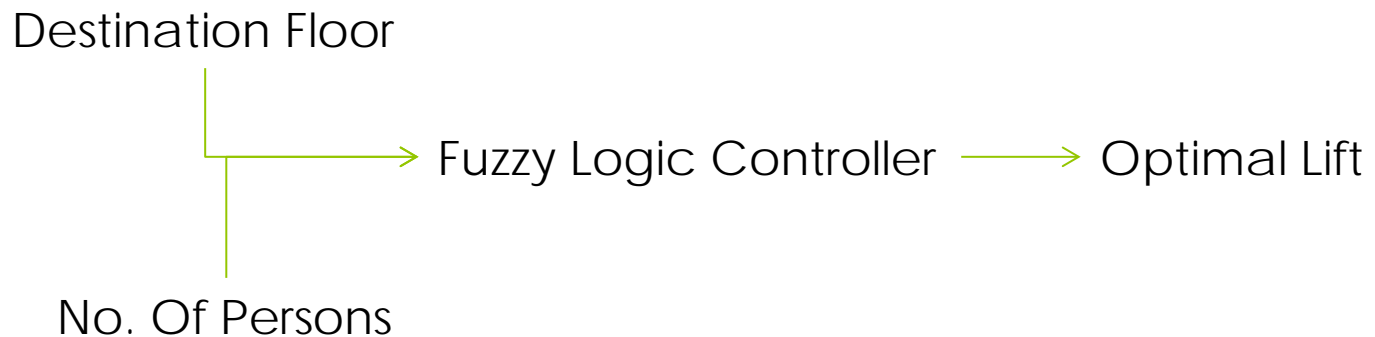 Destination Floor
Fuzzy Logic Controller
Optimal Lift
No. Of Persons